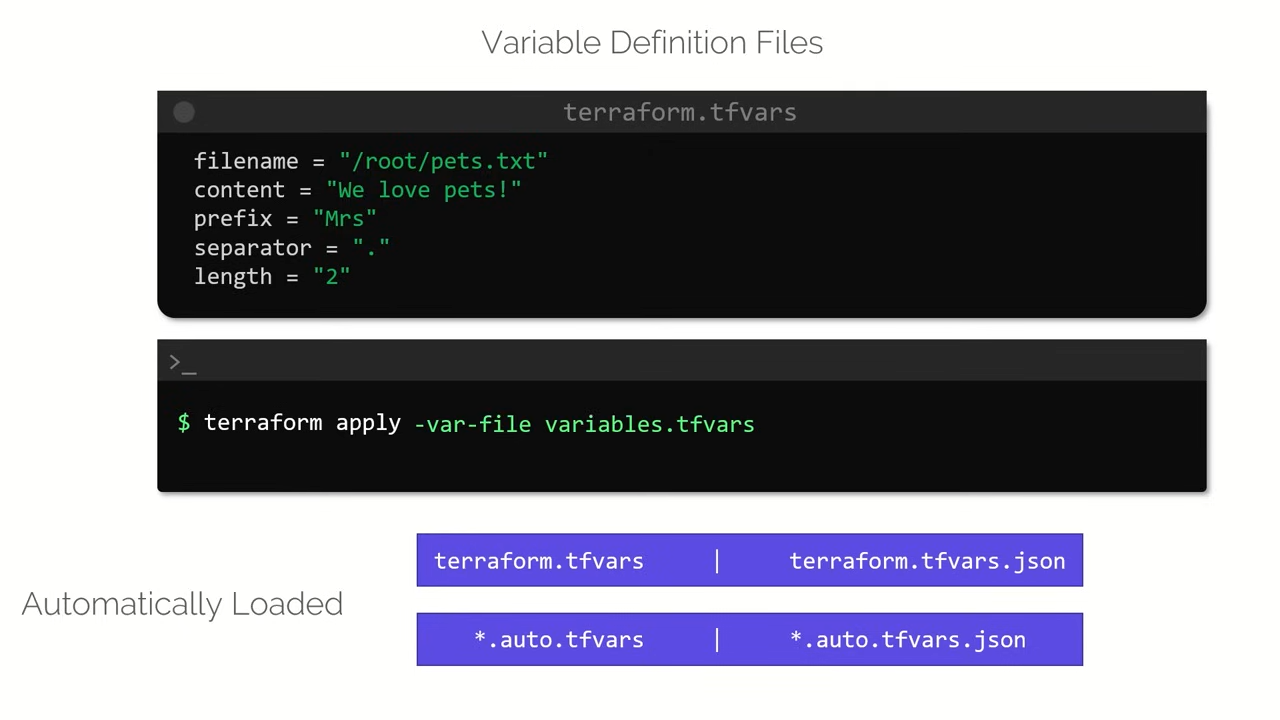 Variable Definition Files
terraform.tfvars
filename = "/root/pets.txt"
content = "We love pets!"
prefix = "Mrs"
separator = "."
length = "2"
>_
$ terraform apply -var-file variables.tfvars
terraform.tfvars | terraform.tfvars.json
Automatically Loaded
*.auto.tfvars | *.auto.tfvars.json